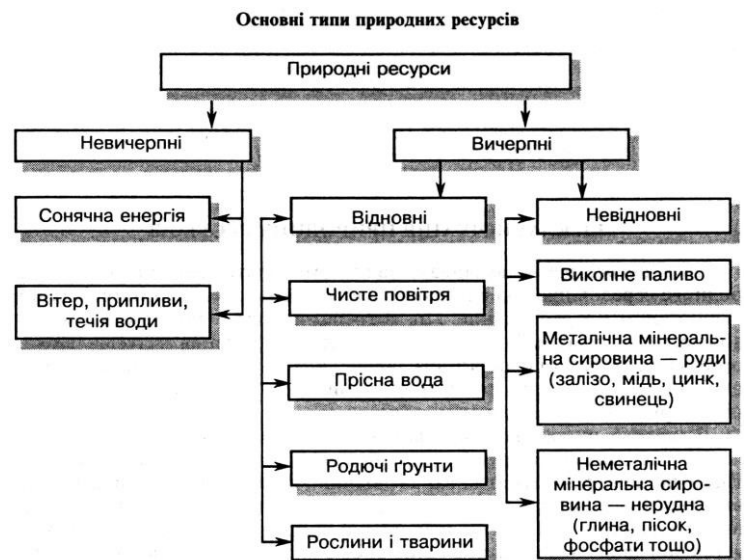 Основні типи природних ресурсів
Природні ресурси
Невичерпні
Вичерпні
Сонячна енергія
Вітер, припливи,
течія води
Відновні
Чисте повітря
Прісна вода
Родючі ґрунти
Рослини і тварини
Невідновні
Викопне паливо
Металічна мінераль-
на сировина — руди
(залізо, мідь, цинк,
свинець)
Неметалічна
мінеральна сиро-
вина — нерудна
(глина, пісок,
фосфати тощо)